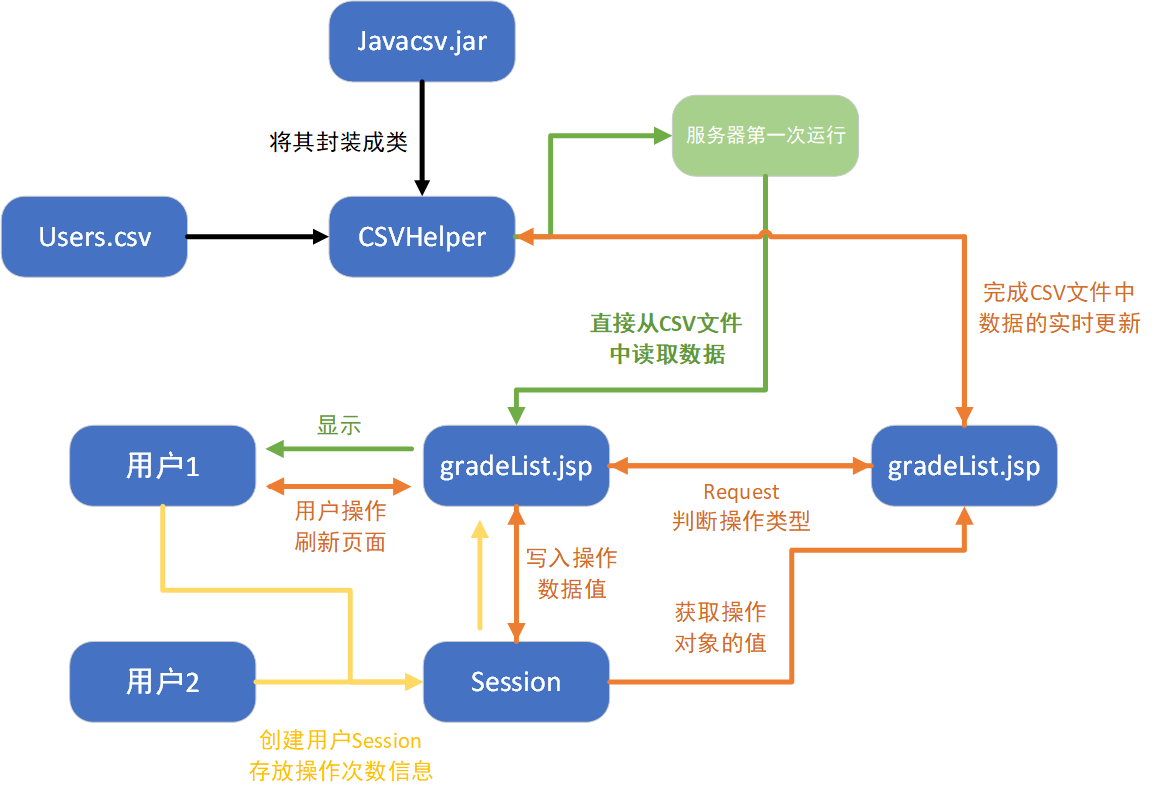 Javacsv.jar
将其封装成类
服务器第一次运行
Users.csv
CSVHelper
完成CSV文件中
数据的实时更新
直接从CSV文件
中读取数据
显示
用户1
gradeList.jsp
gradeList.jsp
Request
判断操作类型
用户操作
刷新页面
写入操作
数据值
获取操作
对象的值
用户2
Session
创建用户Session
存放操作次数信息